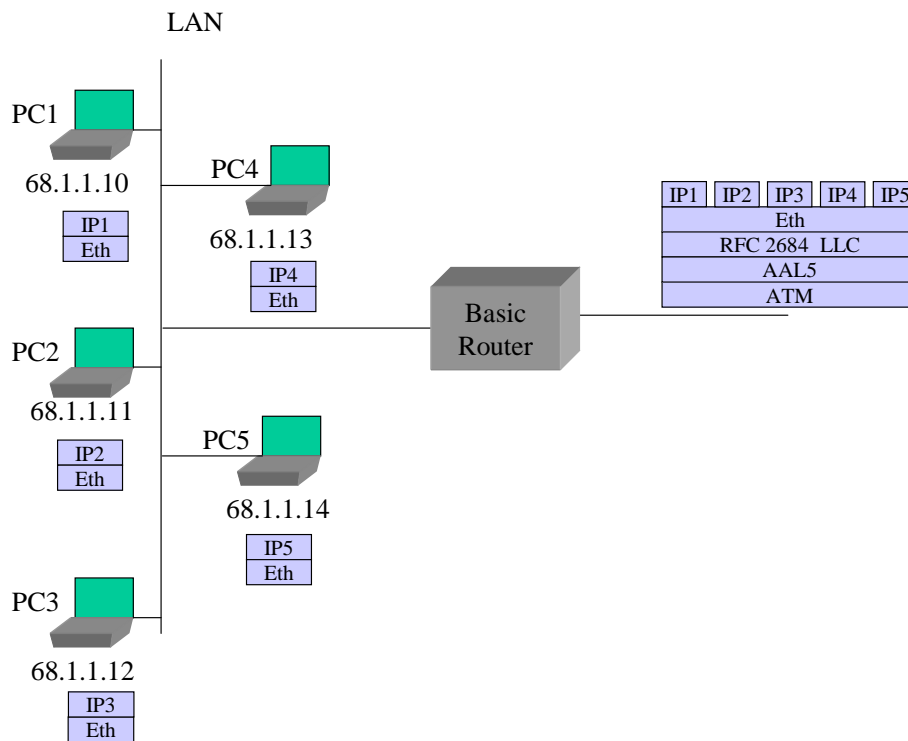 LAN
PC1
68.1.1.10
IP1
Eth
PC4
68.1.1.13
IP4
Eth
PC2
68.1.1.11
IP2
Eth
PC5
68.1.1.14
IP5
Eth
PC3
68.1.1.12
IP3
Eth
Basic
Router
IP1 IP2 IP3 IP4 IP5
Eth
RFC 2684 LLC
AAL5
ATM